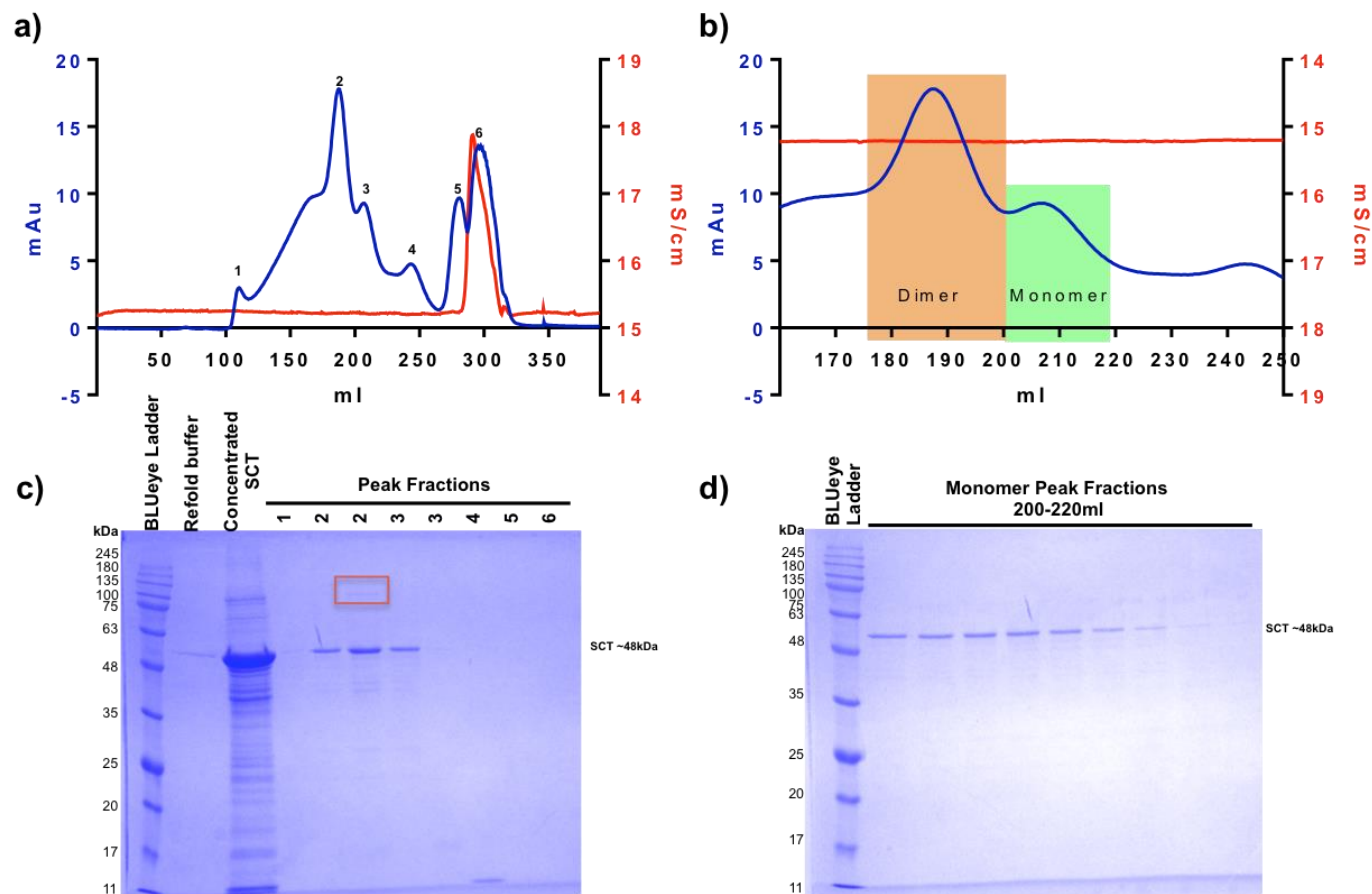 a)
mAu
20
15
10
5
0
-5
1
2
3
4
5
6
50 100 150 200 250 300 350
ml
19
18
17
16
15
14
mS/cm
b)
mAu
20
15
10
5
0
-5
Dimer
Monomer
170 180 190 200 210 220 230 240 250
ml
14
15
16
17
18
19
mS/cm
c)
BLUeye Ladder
Refold buffer
Concentrated
SCT
Peak Fractions
1 2 2 3 3 4 5 6
kDa
245
180
135
100
75
63
48
35
25
20
17
11
SCT ~48kDa
d)
BLUeye
Ladder
Monomer Peak Fractions
200-220ml
kDa
245
180
135
100
75
63
48
35
25
20
17
11
SCT ~48kDa